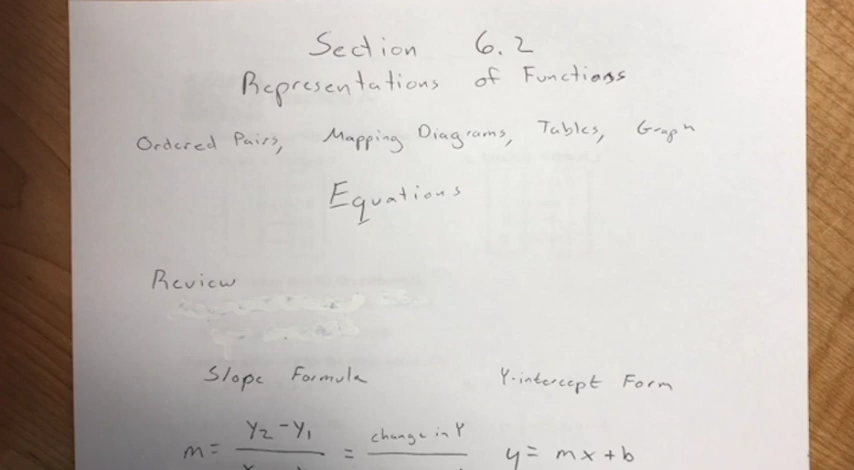 Section 6.2
Representations of Functions
Ordered Pairs, Mapping Diagrams, Tables, Graph
Equations
Review
Slope Formula Y-intercept Form
m = Y2 - Y1 = change in Y y = mx + b